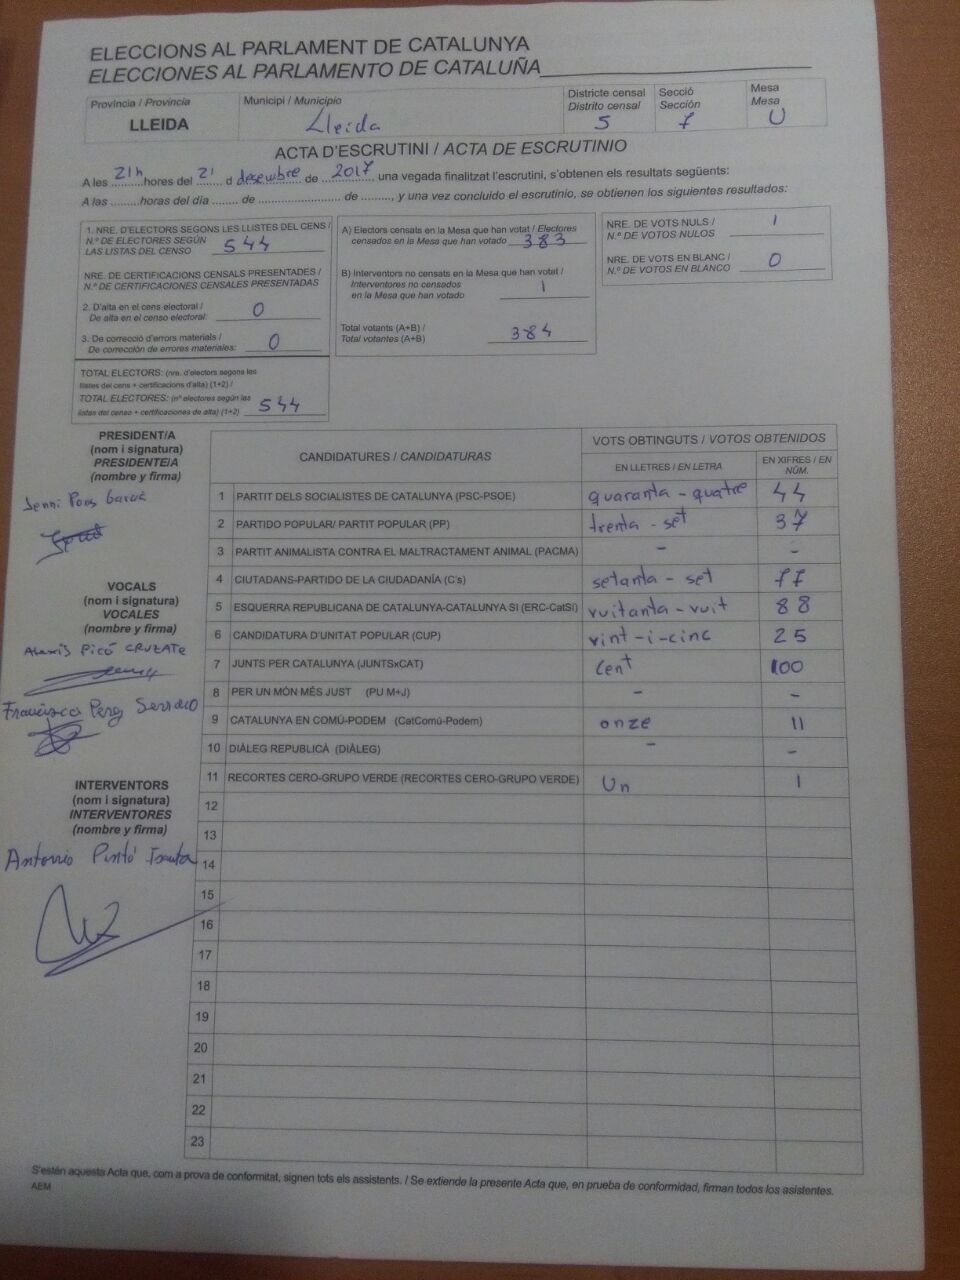 ELECCIONS AL PARLAMENT DE CATALUNYA
ELECCIONES AL PARLAMENTO DE CATALUÑA
Província / Provincia
LLEIDA
Municipi / Municipio
Lleida
Districte censal
Distrito censal
5
Secció
Sección
7
Mesa
Mesa
U
ACTA D'ESCRUTINI / ACTA DE ESCRUTINIO
A les 21h hores del 21 d desembre de 2017 una vegada finalitzat l'escrutini, s'obtenen els resultats següents:
A las ......... horas del día ........ de ......................... de ........., y una vez concluido el escrutinio, se obtienen los siguientes resultados:
1. NRE. D'ELECTORS SEGONS LES LLISTES DEL CENS /
N.º DE ELECTORES SEGÚN
LAS LISTAS DEL CENSO 544
NRE. DE CERTIFICACIONS CENSALS PRESENTADES /
N.º DE CERTIFICACIONES CENSALES PRESENTADAS
2. D'alta en el cens electoral /
De alta en el censo electoral: 0
3. De correcció d'errors materials /
De corrección de errores materiales: 0
TOTAL ELECTORS: (nre. d'electors segons les
llistes del cens + certificacions d'alta) (1+2) /
TOTAL ELECTORES: (nº electores según las
listas del censo + certificaciones de alta) (1+2) 544
A) Electors censats en la Mesa que han votat / Electores
censados en la Mesa que han votado 383
B) Interventors no censats en la Mesa que han votat /
Interventores no censados
en la Mesa que han votado 1
Total votants (A+B) /
Total votantes (A+B) 384
NRE. DE VOTS NULS /
N.º DE VOTOS NULOS 1
NRE. DE VOTS EN BLANC /
N.º DE VOTOS EN BLANCO 0
PRESIDENT/A
(nom i signatura)
PRESIDENTE/A
(nombre y firma)
Jenni Pons García
VOCALS
(nom i signatura)
VOCALES
(nombre y firma)
Alexis Picó CRUZATE
Francisca Perez Serrano
INTERVENTORS
(nom i signatura)
INTERVENTORES
(nombre y firma)
Antonio Pintó
CANDIDATURES / CANDIDATURAS
VOTS OBTINGUTS / VOTOS OBTENIDOS
EN LLETRES / EN LETRA
EN XIFRES / EN NÚM.
1 PARTIT DELS SOCIALISTES DE CATALUNYA (PSC-PSOE) quaranta-quatre 44
2 PARTIDO POPULAR/ PARTIT POPULAR (PP) trenta-set 37
3 PARTIT ANIMALISTA CONTRA EL MALTRACTAMENT ANIMAL (PACMA) - -
4 CIUTADANS-PARTIDO DE LA CIUDADANÍA (C's) setanta-set 77
5 ESQUERRA REPUBLICANA DE CATALUNYA-CATALUNYA SI (ERC-CatSí) vuitanta-vuit 88
6 CANDIDATURA D'UNITAT POPULAR (CUP) vint-i-cinc 25
7 JUNTS PER CATALUNYA (JUNTSxCAT) Cent 100
8 PER UN MÓN MÉS JUST (PU M+J) - -
9 CATALUNYA EN COMÚ-PODEM (CatComú-Podem) onze 11
10 DIÀLEG REPUBLICÀ (DIÀLEG) - -
11 RECORTES CERO-GRUPO VERDE (RECORTES CERO-GRUPO VERDE) Un 1
12
13
14
15
16
17
18
19
20
21
22
23
S'estén aquesta Acta que, com a prova de conformitat, signen tots els assistents. / Se extiende la presente Acta que, en prueba de conformidad, firman todos los asistentes.
AEM